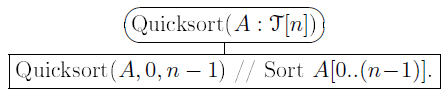 Quicksort(A : 𝒯[n])
Quicksort(A, 0, n − 1) // Sort A[0..(n−1)].